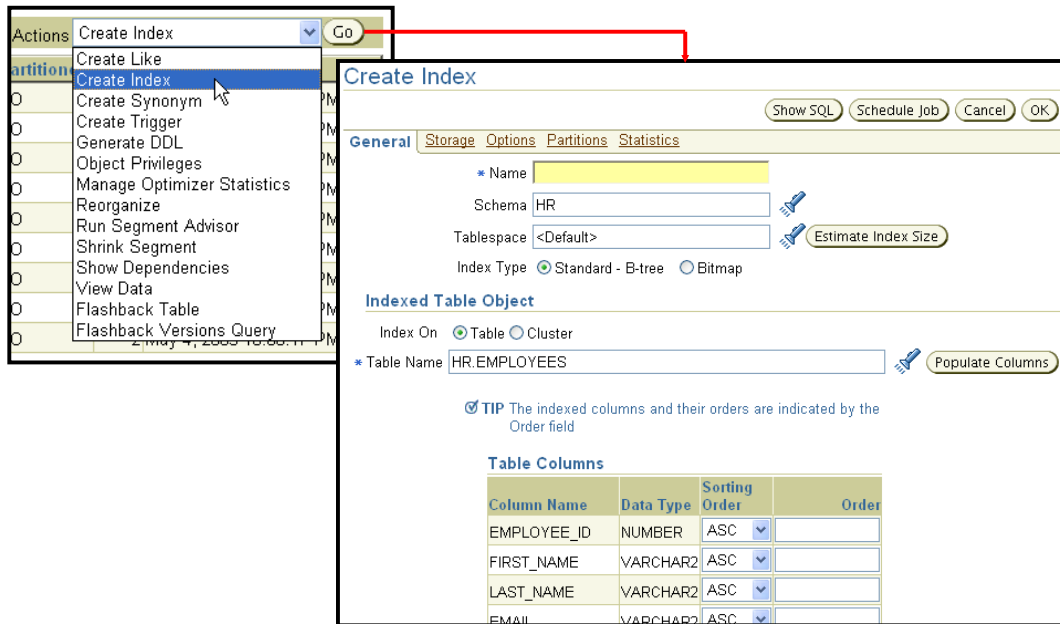 Actions Create Index Go
Create Like
Create Index
Create Synonym
Create Trigger
Generate DDL
Object Privileges
Manage Optimizer Statistics
Reorganize
Run Segment Advisor
Shrink Segment
Show Dependencies
View Data
Flashback Table
Flashback Versions Query
Create Index
Show SQL Schedule Job Cancel OK
General Storage Options Partitions Statistics
* Name
Schema HR
Tablespace <Default> Estimate Index Size
Index Type Standard - B-tree Bitmap
Indexed Table Object
Index On Table Cluster
* Table Name HR.EMPLOYEES Populate Columns
TIP The indexed columns and their orders are indicated by the
Order field
Table Columns
Column Name Data Type Sorting Order Order
EMPLOYEE_ID NUMBER ASC
FIRST_NAME VARCHAR2 ASC
LAST_NAME VARCHAR2 ASC
EMAIL VARCHAR2 ASC